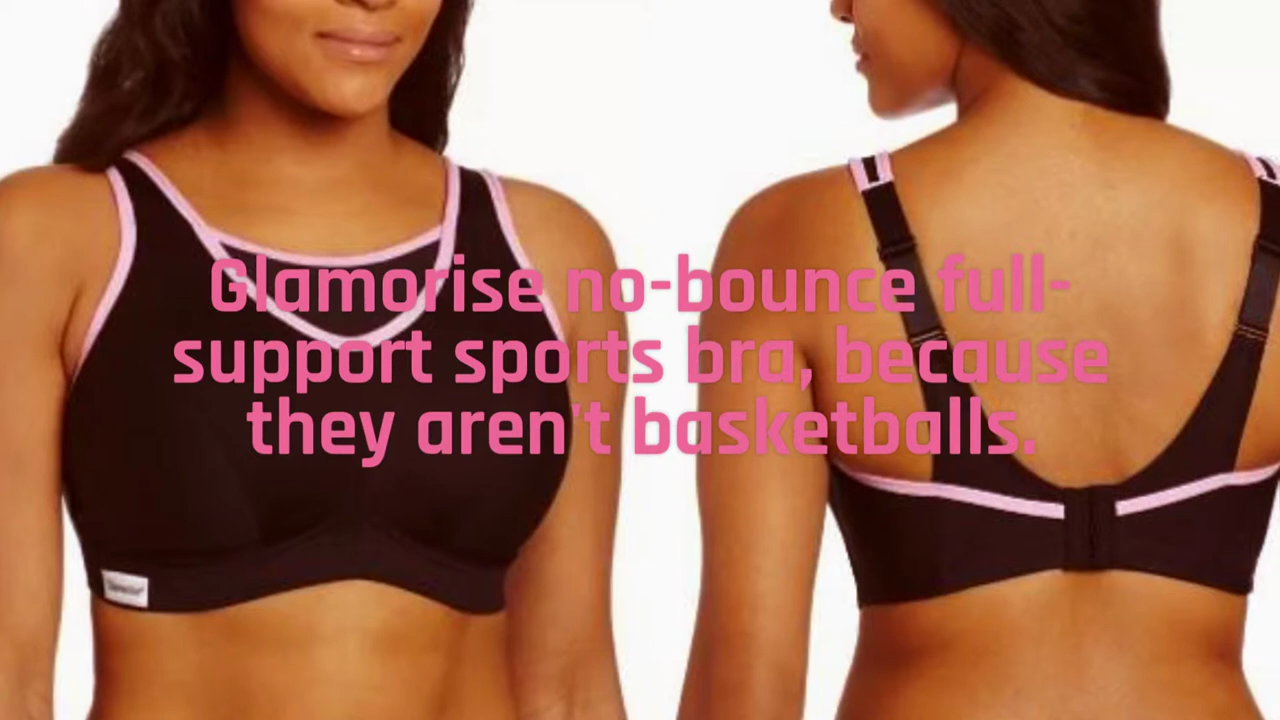 Glamorise no-bounce full-
support sports bra, because
they aren't basketballs.